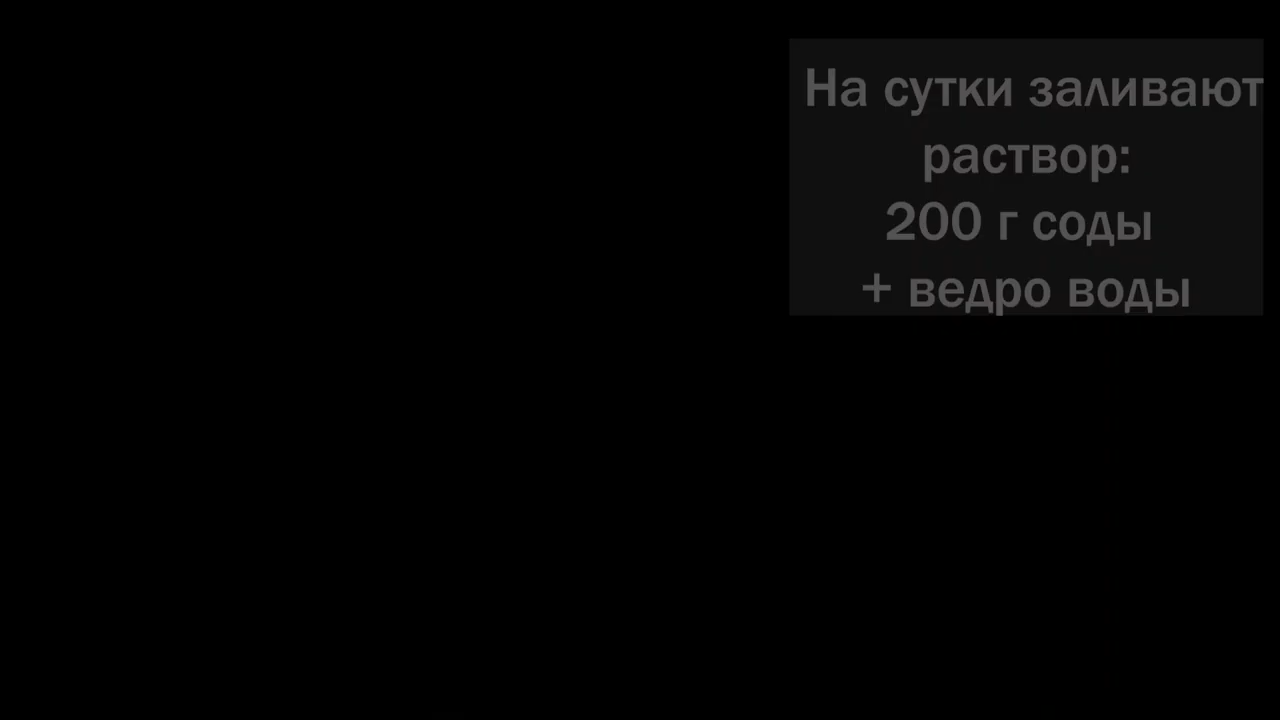 На сутки заливают
раствор:
200 г соды
+ ведро воды